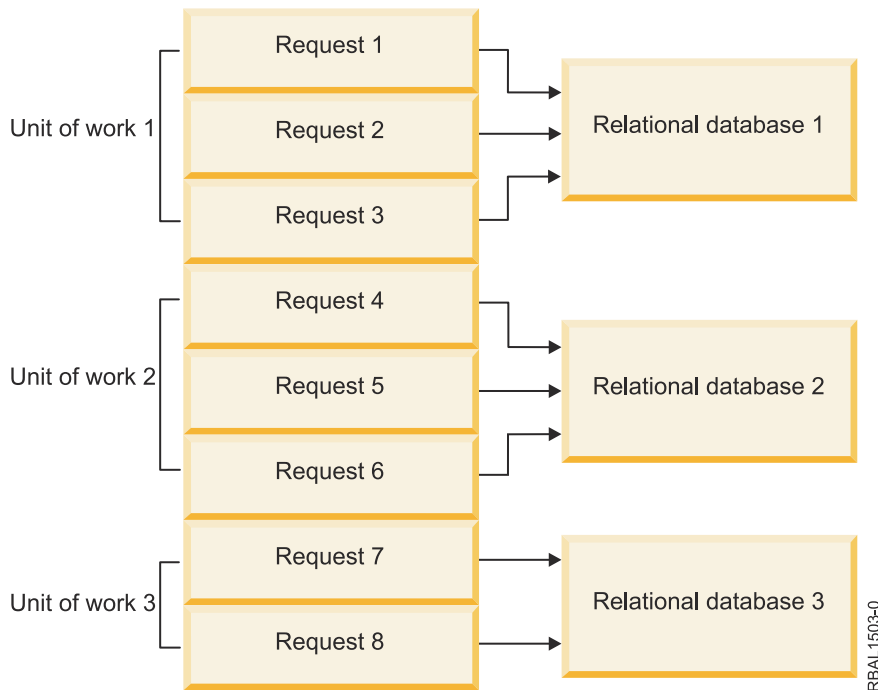 Unit of work 1
Request 1
Request 2
Request 3
Relational database 1
Unit of work 2
Request 4
Request 5
Request 6
Relational database 2
Unit of work 3
Request 7
Request 8
Relational database 3
RBAL1503-0